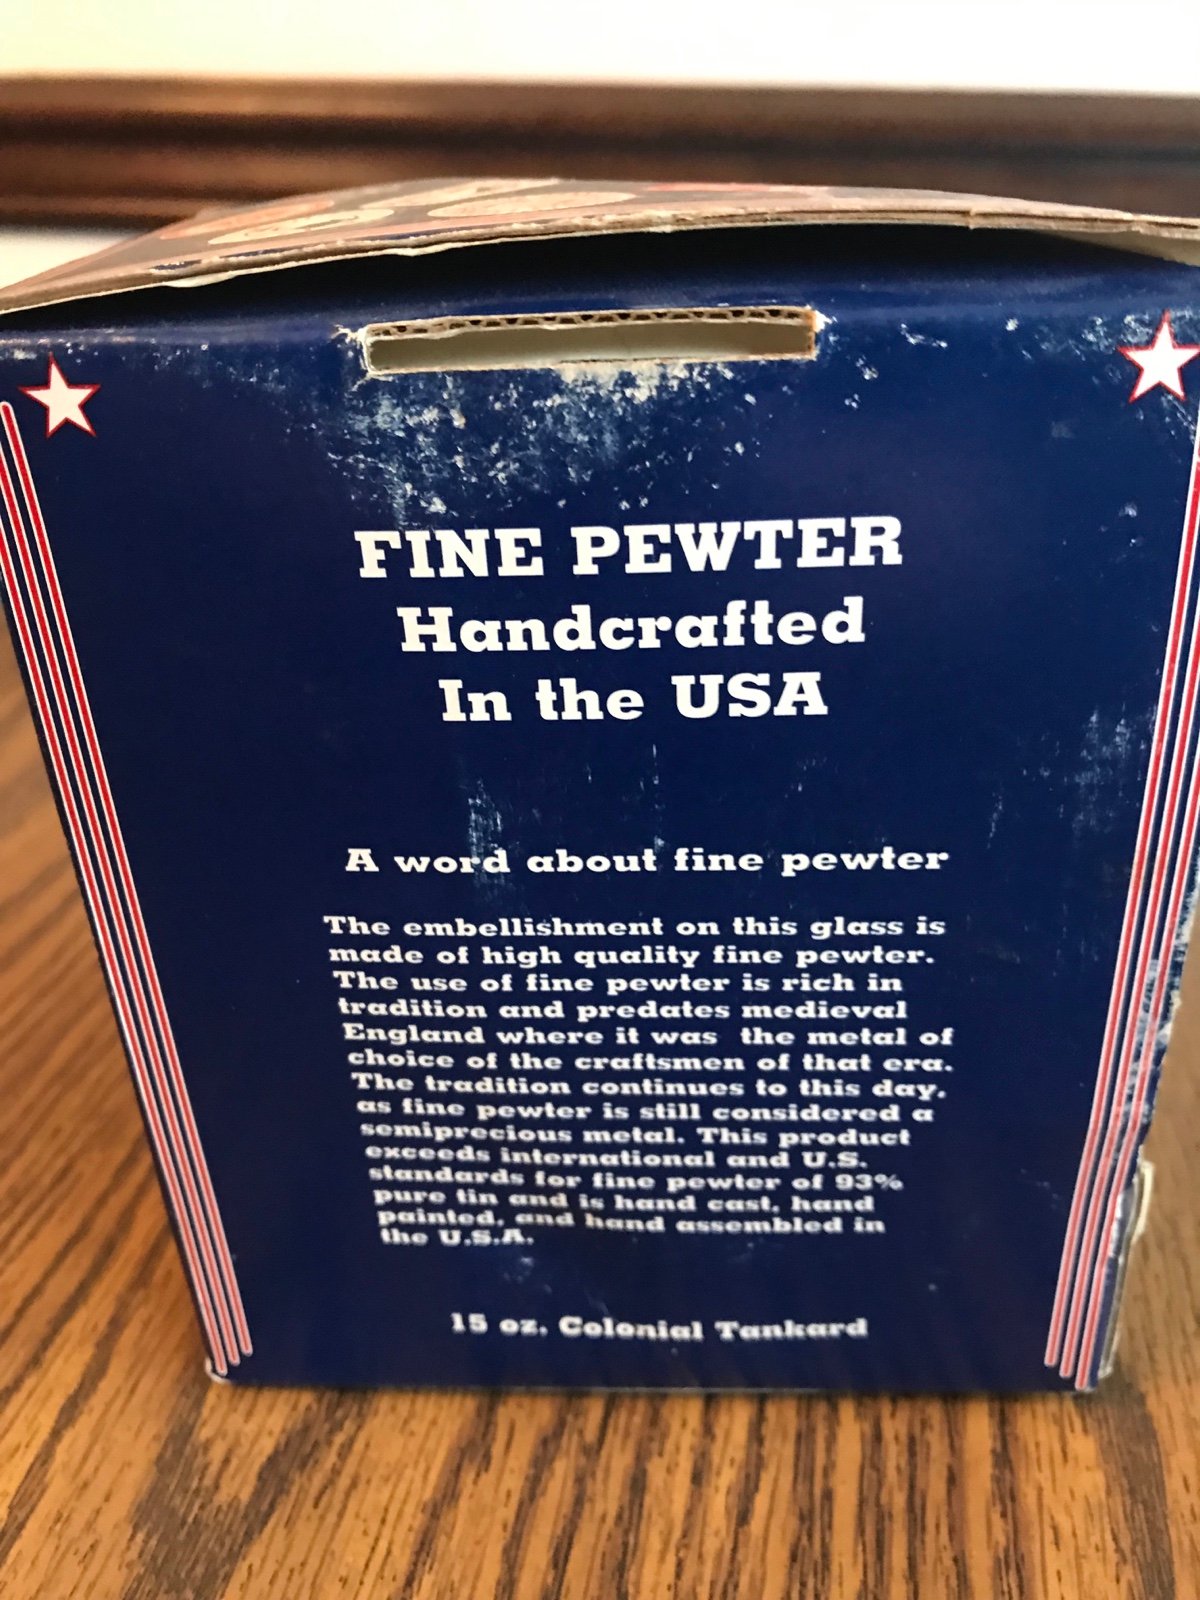 FINE PEWTER
Handcrafted
In the USA
A word about fine pewter
The embellishment on this glass is
made of high quality fine pewter.
The use of fine pewter is rich in
tradition and predates medieval
England where it was the metal of
choice of the craftsmen of that era.
The tradition continues to this day,
as fine pewter is still considered a
semiprecious metal. This product
exceeds international and U.S.
standards for fine pewter of 93%
pure tin and is hand cast, hand
painted, and hand assembled in
the U.S.A.
15 oz. Colonial Tankard